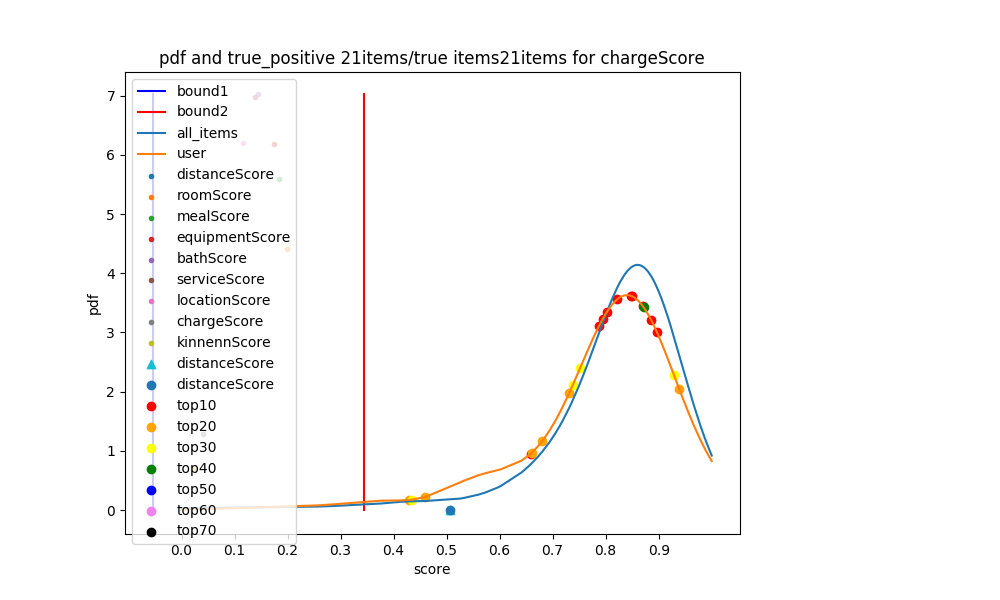 pdf and true_positive 21items/true items21items for chargeScore
pdf
7
6
5
4
3
2
1
0
bound1
bound2
all_items
user
distanceScore
roomScore
mealScore
equipmentScore
bathScore
serviceScore
locationScore
chargeScore
kinnennScore
distanceScore
distanceScore
top10
top20
top30
top40
top50
top60
top70
0.0 0.1 0.2 0.3 0.4 0.5 0.6 0.7 0.8 0.9
score